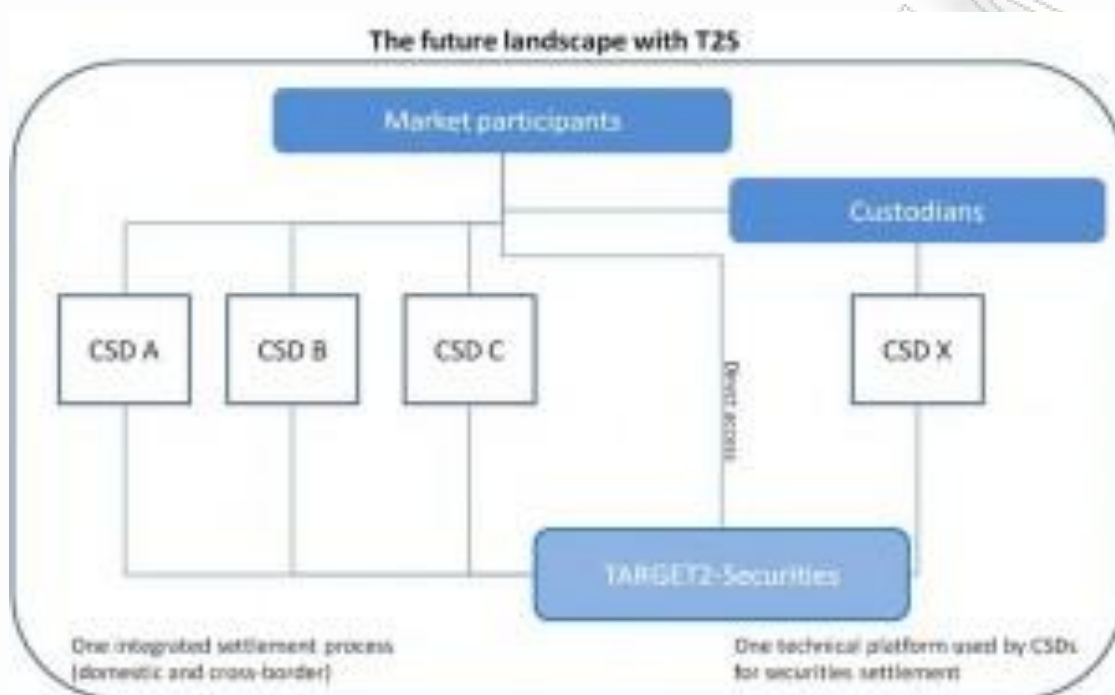 The future landscape with T2S
Market participants
Custodians
CSD A
CSD B
CSD C
CSD X
Direct access
TARGET2-Securities
One integrated settlement process
(domestic and cross-border)
One technical platform used by CSDs
for securities settlement